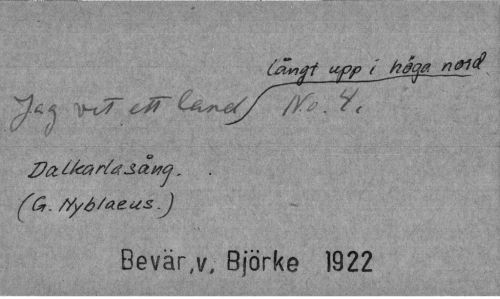 Jag vet ett land långt upp i höga nord
No. 4.
Dalkarlasång.
(G. Nyblaeus.)
Bevär,v, Björke 1922